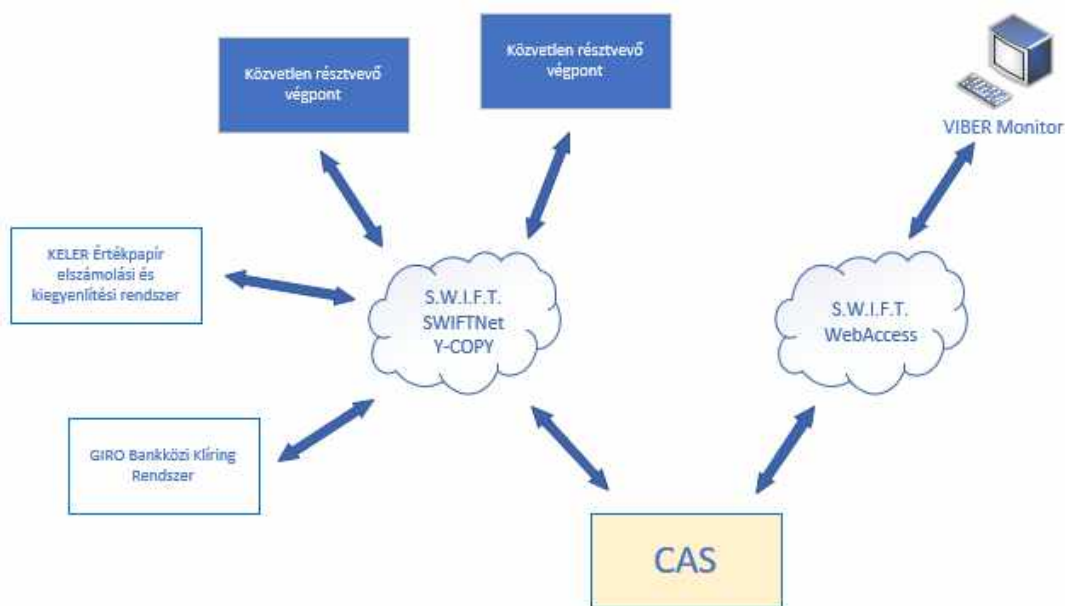 Közvetlen résztvevő
végpont
Közvetlen résztvevő
végpont
VIBER Monitor
KELER Értékpapír
elszámolási és
kiegyenlítési rendszer
S.W.I.F.T.
SWIFTNet
Y-COPY
S.W.I.F.T.
WebAccess
GIRO Bankközi Klíring
Rendszer
CAS